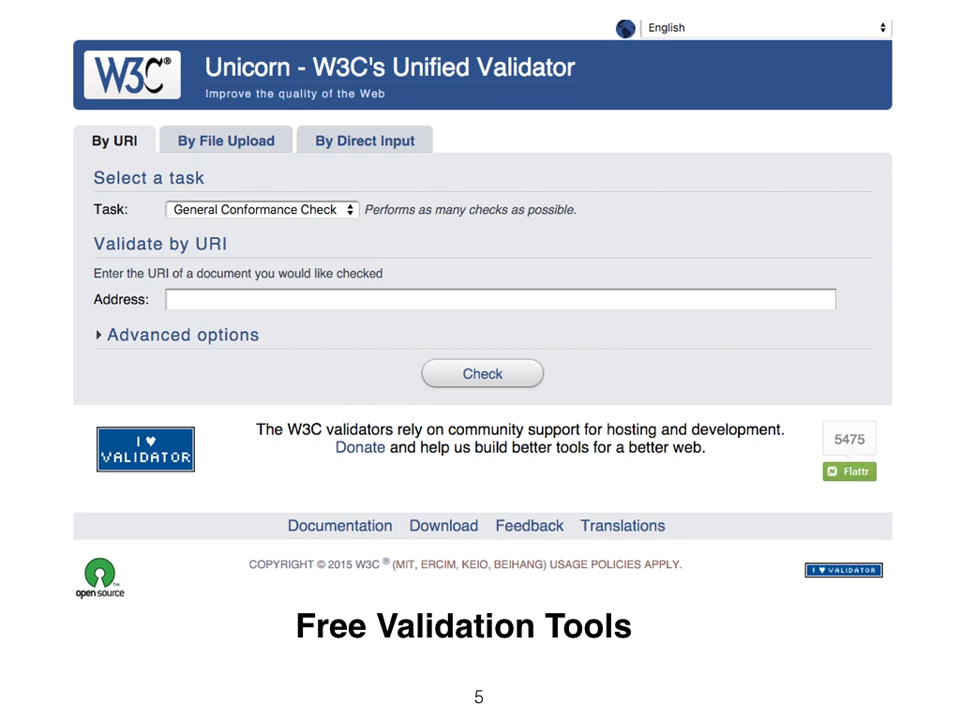 English
W3C® Unicorn - W3C's Unified Validator
Improve the quality of the Web
By URI By File Upload By Direct Input
Select a task
Task: General Conformance Check Performs as many checks as possible.
Validate by URI
Enter the URI of a document you would like checked
Address:
Advanced options
Check
I ♥
VALIDATOR
The W3C validators rely on community support for hosting and development.
Donate and help us build better tools for a better web.
5475
Flattr
Documentation Download Feedback Translations
open source™
COPYRIGHT © 2015 W3C ® (MIT, ERCIM, KEIO, BEIHANG) USAGE POLICIES APPLY.
I ♥ VALIDATOR
Free Validation Tools
5